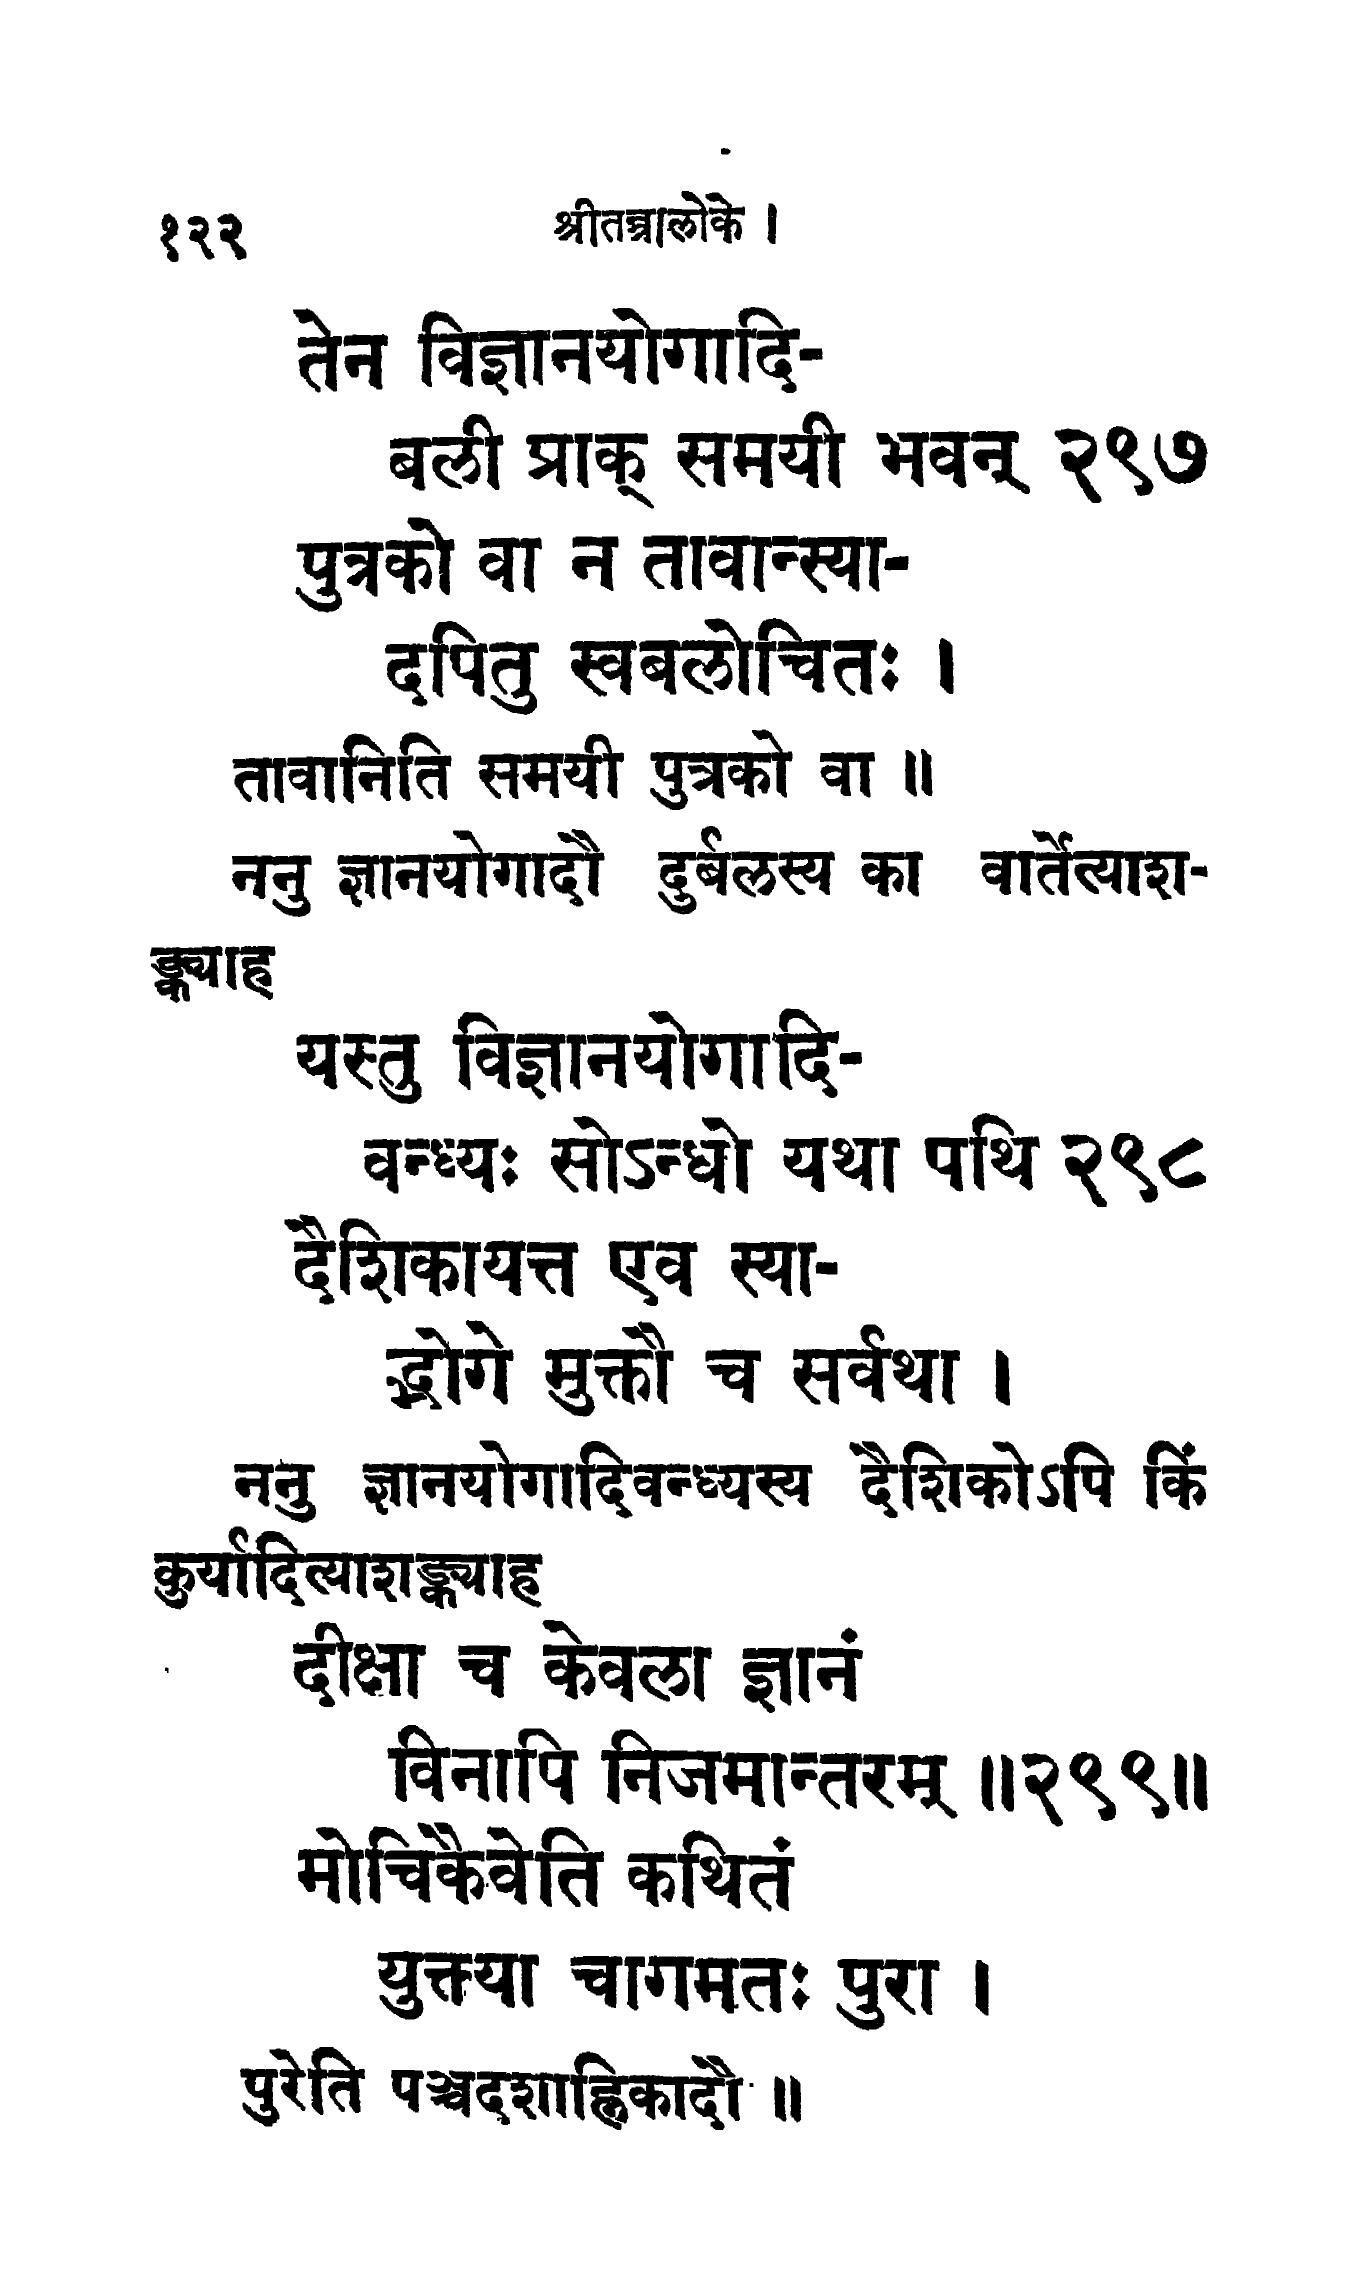 १२२ श्रीतन्त्रालोके ।
तेन विज्ञानयोगादि-
बली प्राक् समयी भवन् २९७
पुत्रको वा न तावान्स्या-
दपितु स्वबलोचितः ।
तावानिति समयी पुत्रको वा ॥
ननु ज्ञानयोगादौ दुर्बलस्य का वार्तेत्याश-
ङ्क्याह
यस्तु विज्ञानयोगादि-
वन्ध्यः सोऽन्धो यथा पथि २९८
दैशिकायत्त एव स्या-
द्भोगे मुक्तौ च सर्वथा ।
ननु ज्ञानयोगादिवन्ध्यस्य दैशिकोऽपि किं
कुर्यादित्याशङ्क्याह
दीक्षा च केवला ज्ञानं
विनापि निजमान्तरम् ॥२९९॥
मोचिकैवेति कथितं
युक्त्या चागमतः पुरा ।
पुरेति पञ्चदशाह्निकादौ ॥